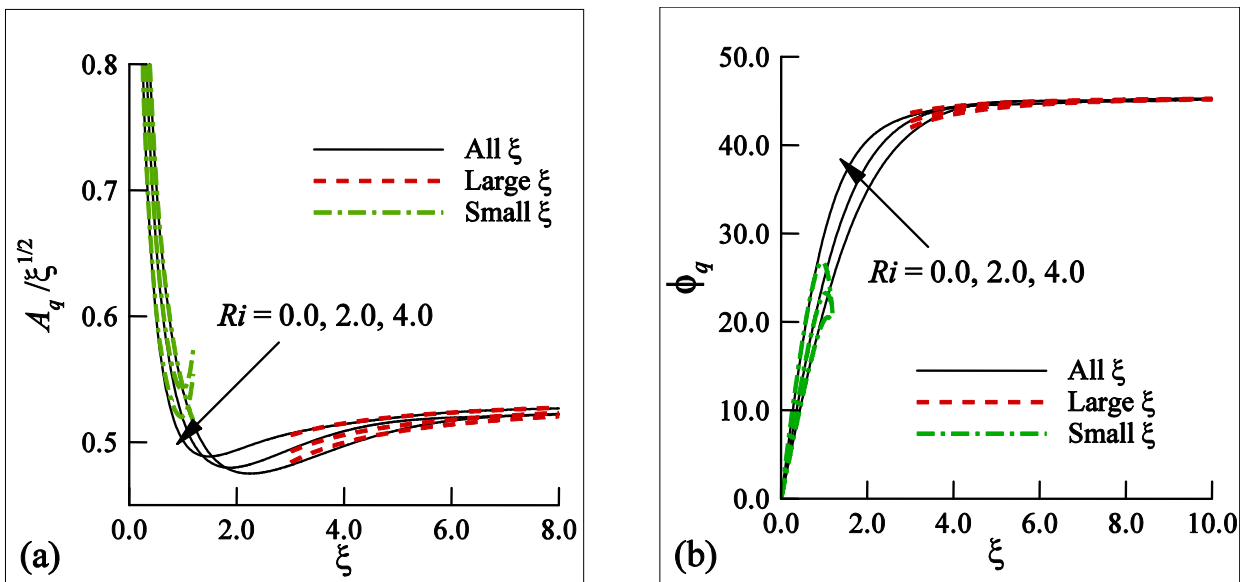 0.8
0.7
0.6
0.5
A_q /ξ^{1/2}
All ξ
Large ξ
Small ξ
Ri = 0.0, 2.0, 4.0
0.0 2.0 4.0 6.0 8.0
ξ
(a)
50.0
40.0
30.0
20.0
10.0
0.0
ϕ_q
Ri = 0.0, 2.0, 4.0
All ξ
Large ξ
Small ξ
0.0 2.0 4.0 6.0 8.0 10.0
ξ
(b)